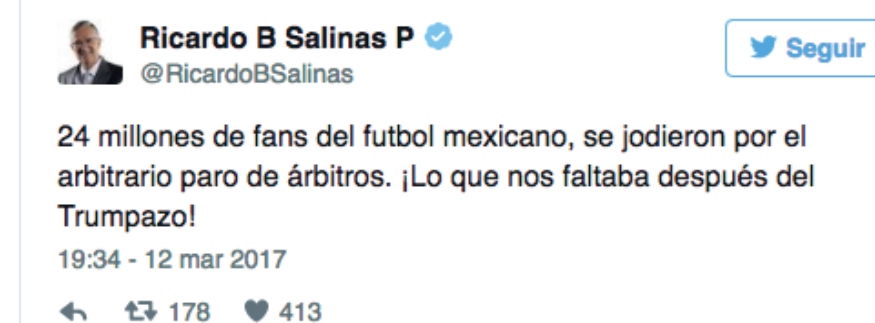 Ricardo B Salinas P
@RicardoBSalinas
Seguir
24 millones de fans del futbol mexicano, se jodieron por el
arbitrario paro de árbitros. ¡Lo que nos faltaba después del
Trumpazo!
19:34 - 12 mar 2017
178 413